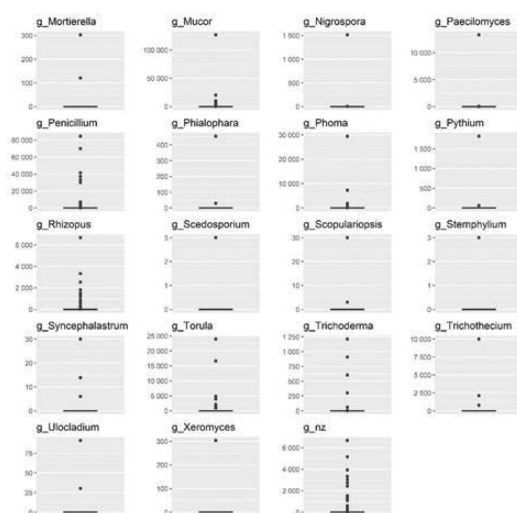 g_Mortierella g_Mucor g_Nigrospora g_Paecilomyces
300 200 100 0
100 000 50 000 0
1 500 1 000 500 0
10 000 5 000 0
g_Penicillium g_Phialophara g_Phoma g_Pythium
80 000 60 000 40 000 20 000 0
400 300 200 100 0
30 000 20 000 10 000 0
1 500 1 000 500 0
g_Rhizopus g_Scedosporium g_Scopulariopsis g_Stemphylium
6 000 4 000 2 000 0
3 2 1 0
30 20 10 0
3 2 1 0
g_Syncephalastrum g_Torula g_Trichoderma g_Trichothecium
30 20 10 0
25 000 20 000 15 000 10 000 5 000 0
1 250 1 000 750 500 250 0
10 000 7 500 5 000 2 500 0
g_Ulocladium g_Xeromyces g_nz
75 50 25 0
300 200 100 0
6 000 4 000 2 000 0